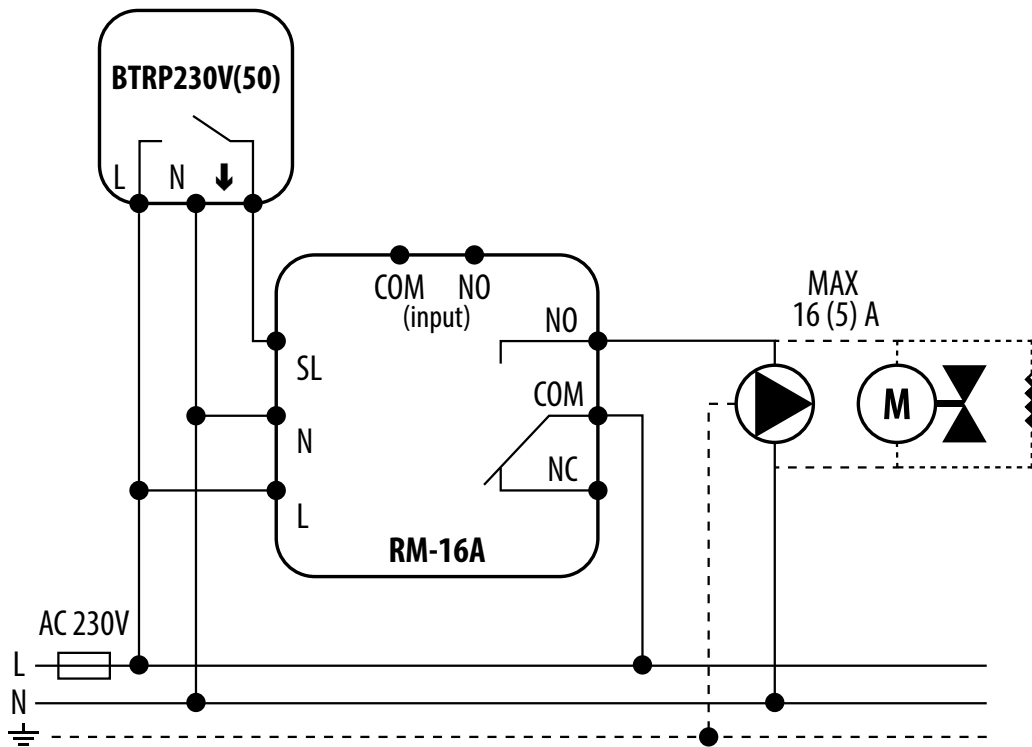 BTRP230V(50)
L N
COM NO
(input)
MAX
16 (5) A
NO
SL
COM
M
N
NC
L
RM-16A
AC 230V
L
N